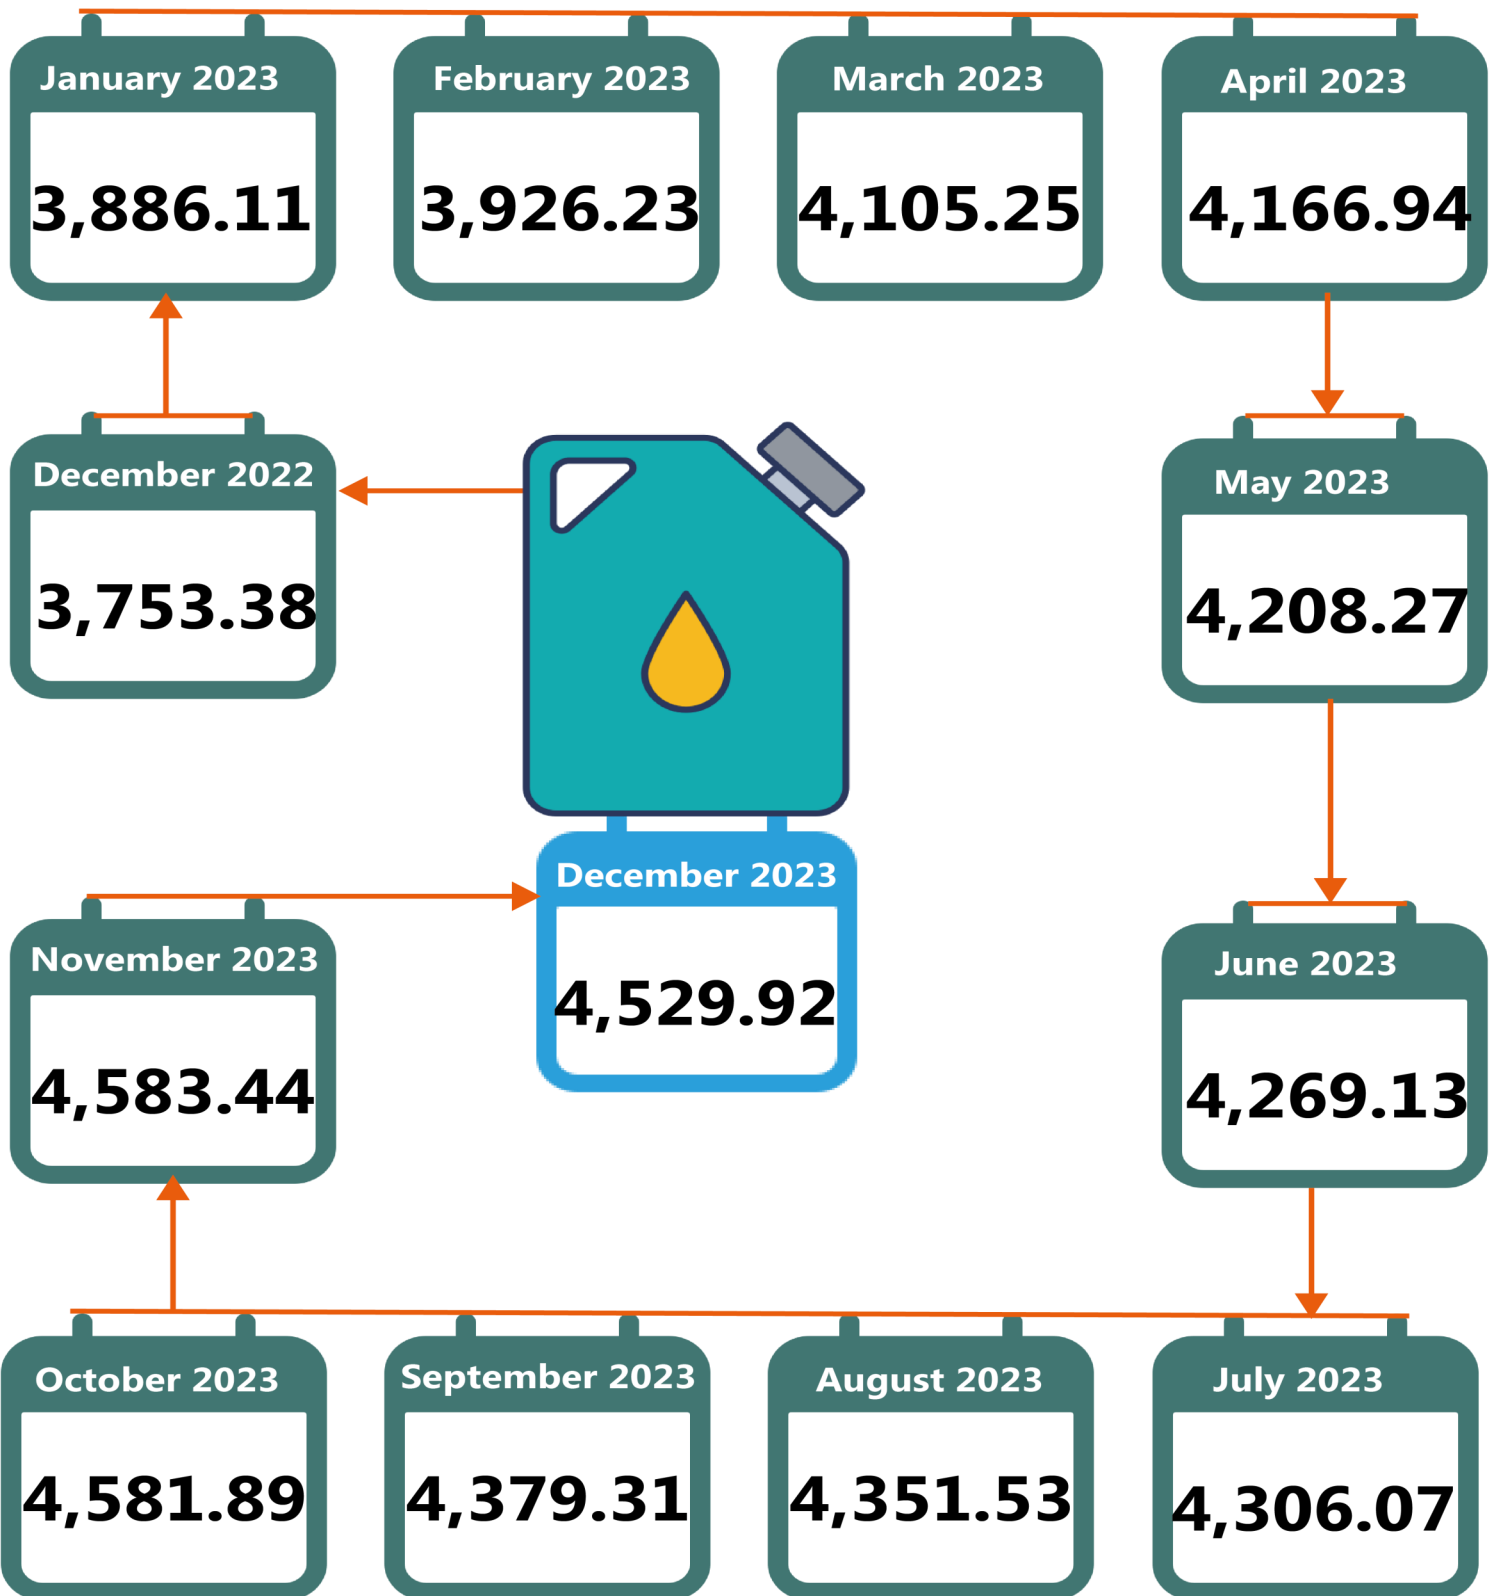 January 2023
3,886.11
February 2023
3,926.23
March 2023
4,105.25
April 2023
4,166.94
December 2022
3,753.38
May 2023
4,208.27
December 2023
4,529.92
November 2023
4,583.44
June 2023
4,269.13
October 2023
4,581.89
September 2023
4,379.31
August 2023
4,351.53
July 2023
4,306.07